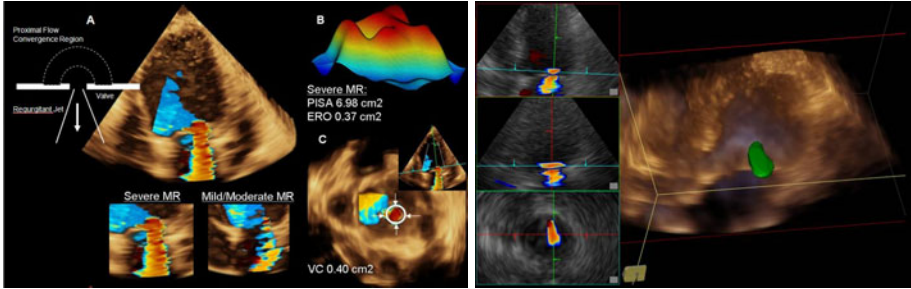 A
Proximal Flow
Convergence Region
Valve
Regurgitant Jet
Severe MR
Mild/Moderate MR
B
Severe MR:
PISA 6.98 cm2
ERO 0.37 cm2
C
VC 0.40 cm2